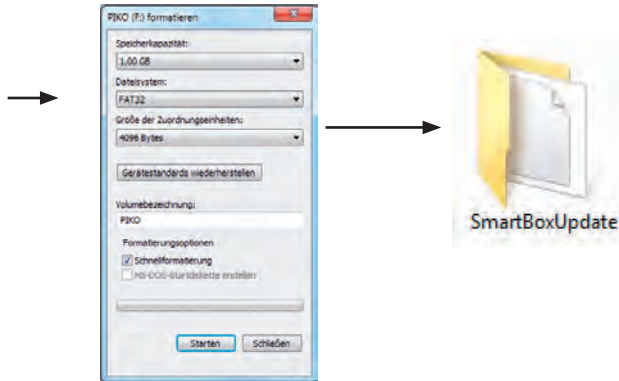 PIKO (F:) formatieren
Speicherkapazität:
1,00 GB
Dateisystem:
FAT32
Größe der Zuordnungseinheiten:
4096 Bytes
Gerätestandards wiederherstellen
Volumebezeichnung:
PIKO
Formatierungsoptionen
Schnellformatierung
MS-DOS-Startdiskette erstellen
Starten Schließen
SmartBoxUpdate